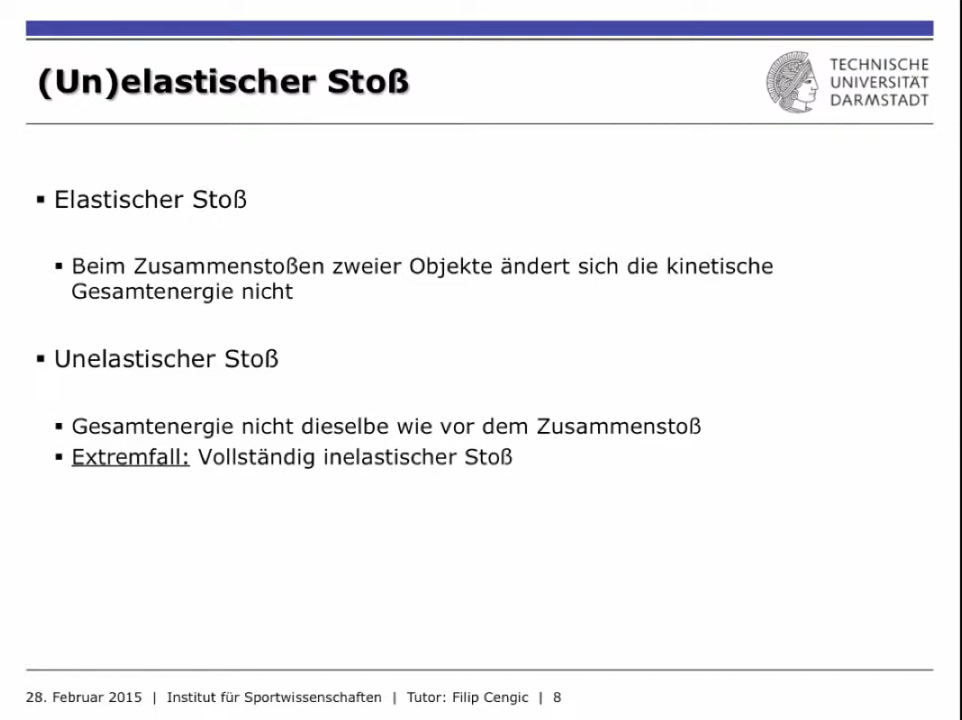 (Un)elastischer Stoß
TECHNISCHE
UNIVERSITÄT
DARMSTADT
▪ Elastischer Stoß
▪ Beim Zusammenstoßen zweier Objekte ändert sich die kinetische
Gesamtenergie nicht
▪ Unelastischer Stoß
▪ Gesamtenergie nicht dieselbe wie vor dem Zusammenstoß
▪ Extremfall: Vollständig inelastischer Stoß
28. Februar 2015 | Institut für Sportwissenschaften | Tutor: Filip Cengic | 8